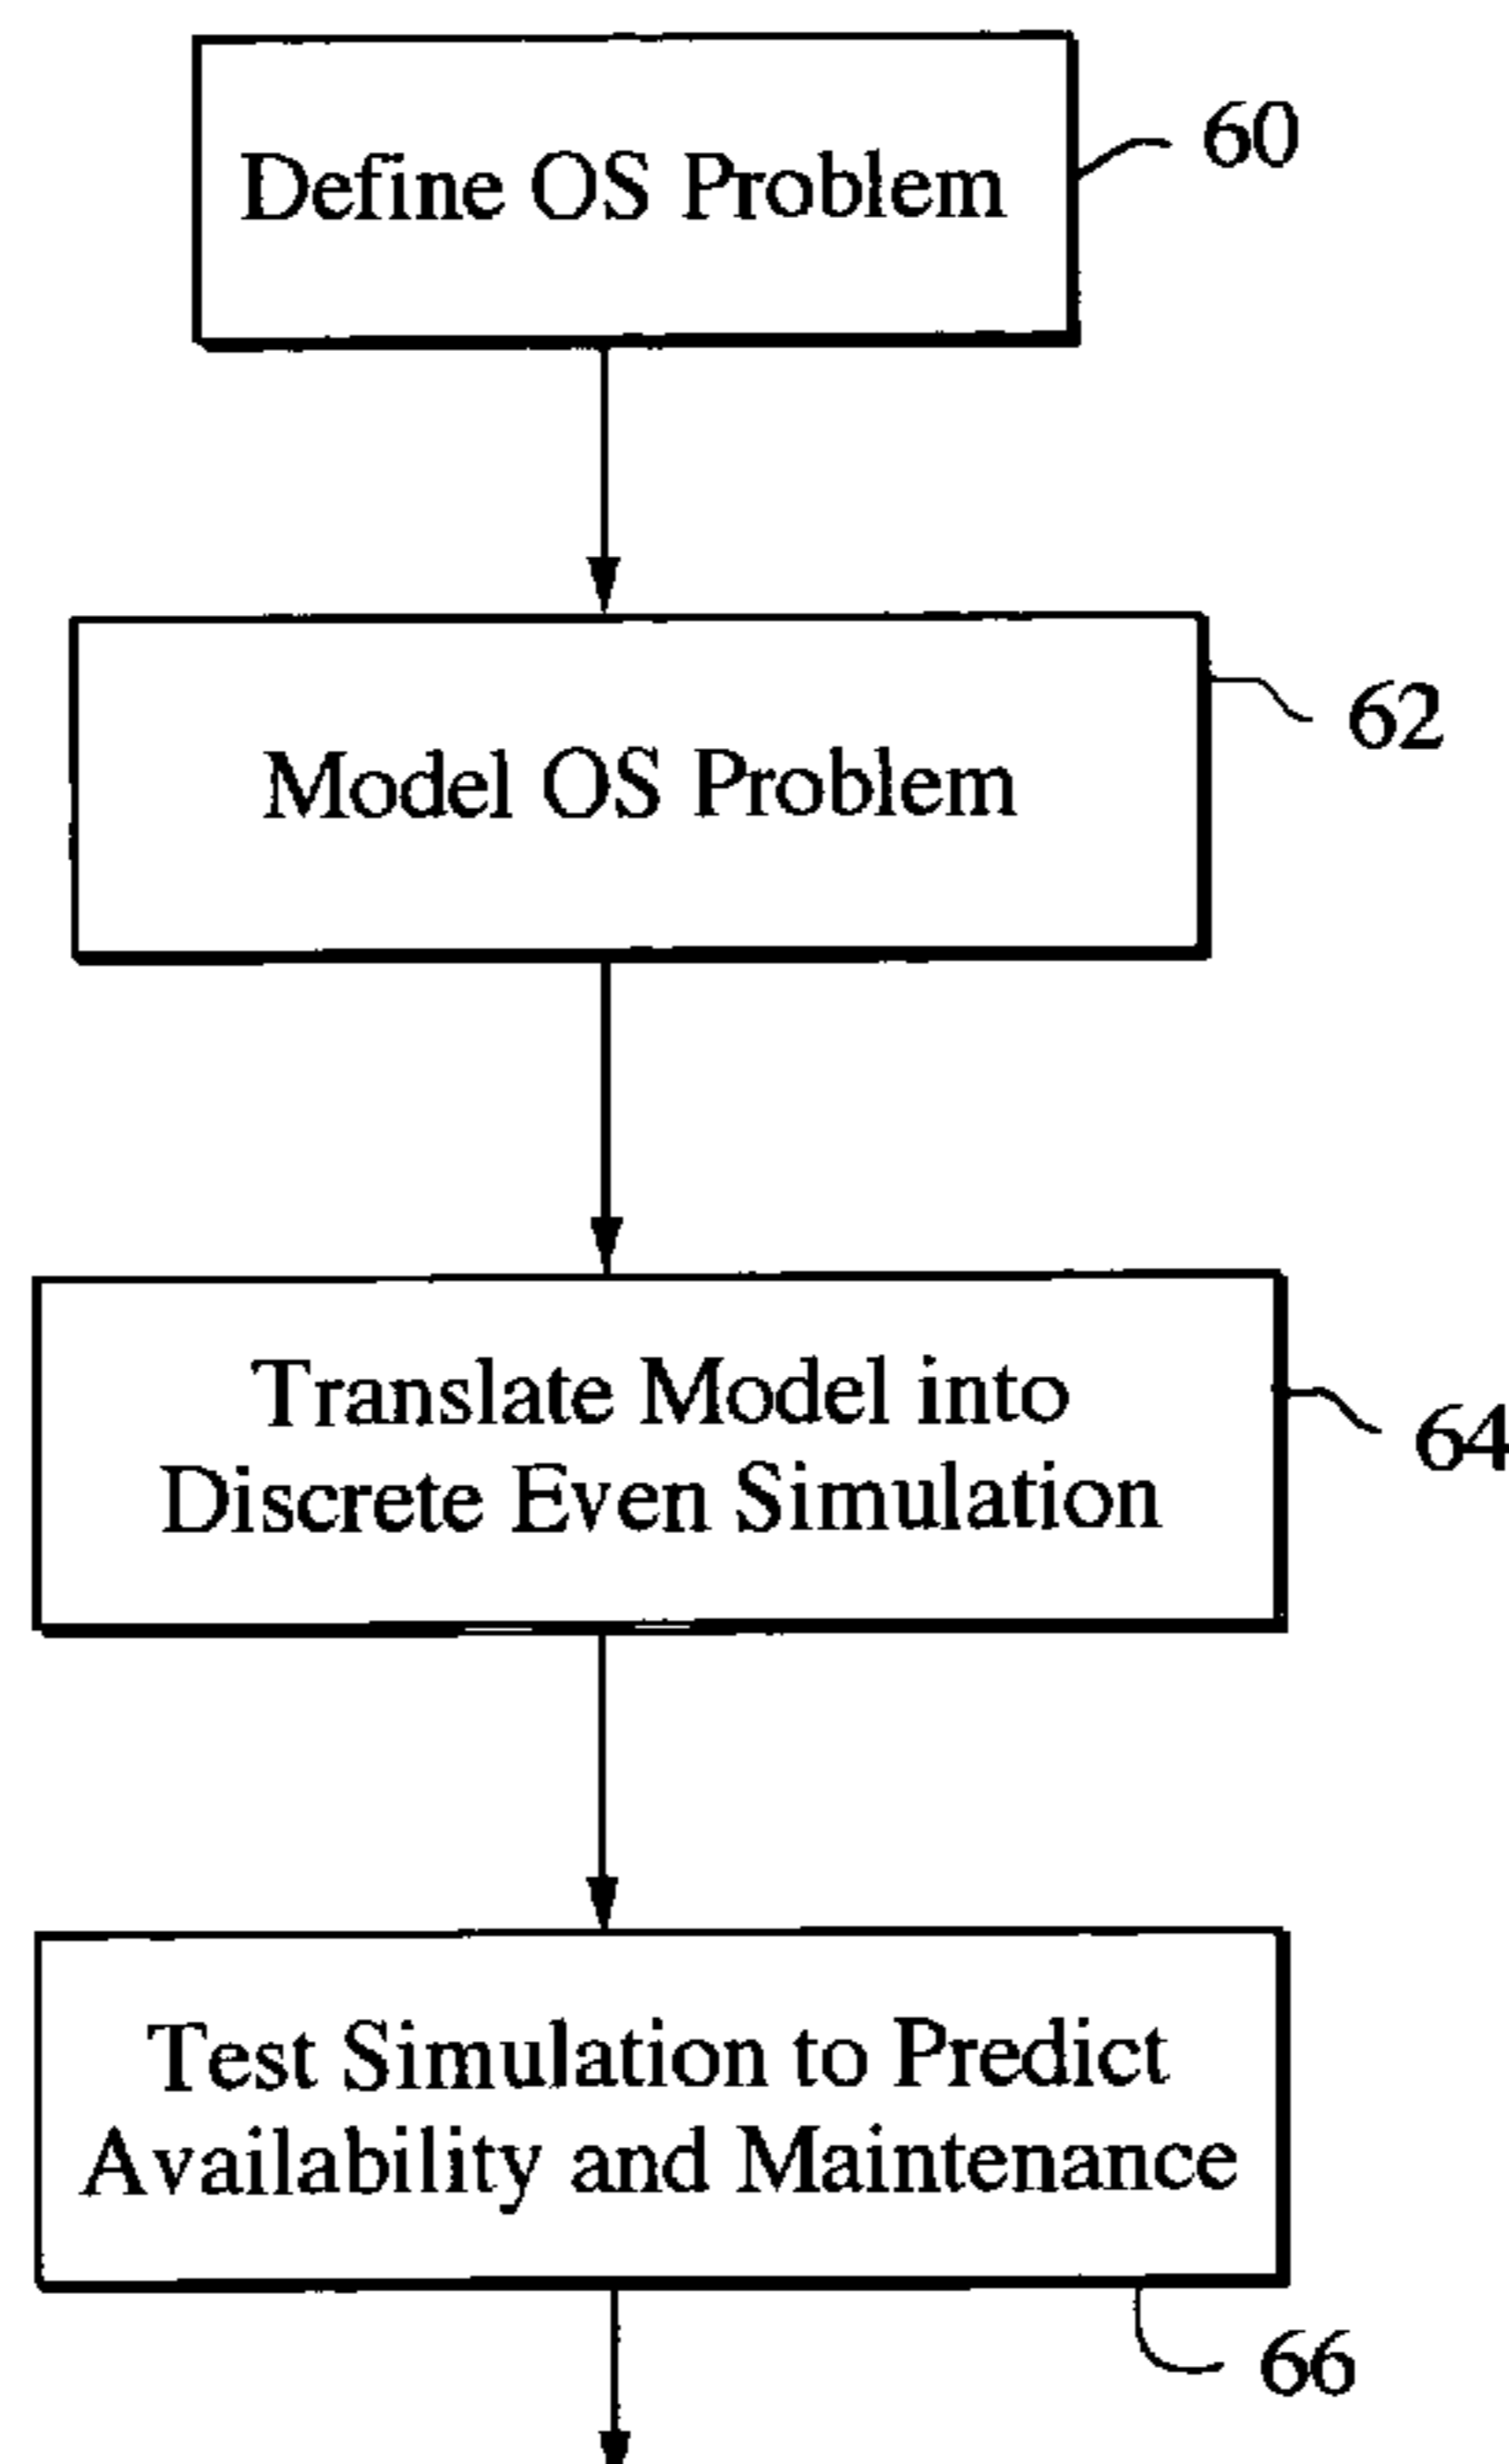 Define OS Problem
60
Model OS Problem
62
Translate Model into
Discrete Even Simulation
64
Test Simulation to Predict
Availability and Maintenance
66